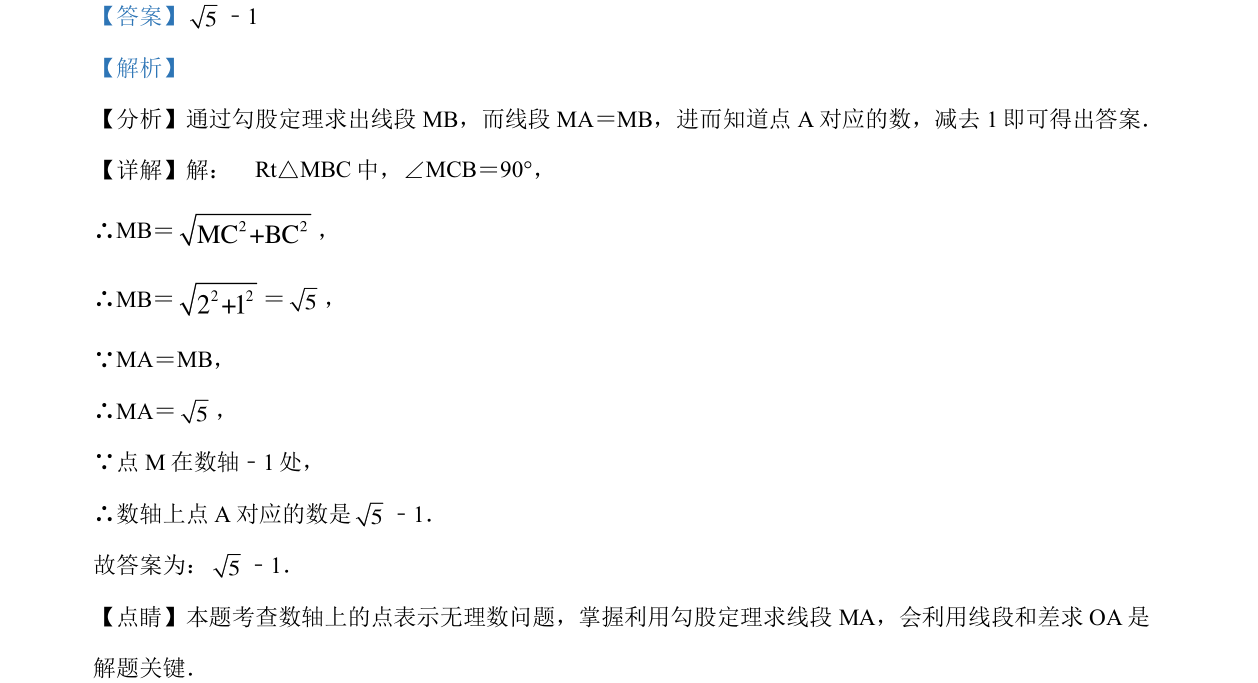 【答案】√5﹣1
【解析】
【分析】通过勾股定理求出线段 MB，而线段 MA＝MB，进而知道点 A 对应的数，减去 1 即可得出答案．
【详解】解： Rt△MBC 中，∠MCB＝90°，
∴MB＝√(MC²+BC²)，
∴MB＝√(2²+1²)＝√5，
∵MA＝MB，
∴MA＝√5，
∵点 M 在数轴﹣1 处，
∴数轴上点 A 对应的数是√5﹣1．
故答案为：√5﹣1．
【点睛】本题考查数轴上的点表示无理数问题，掌握利用勾股定理求线段 MA，会利用线段和差求 OA 是
解题关键．